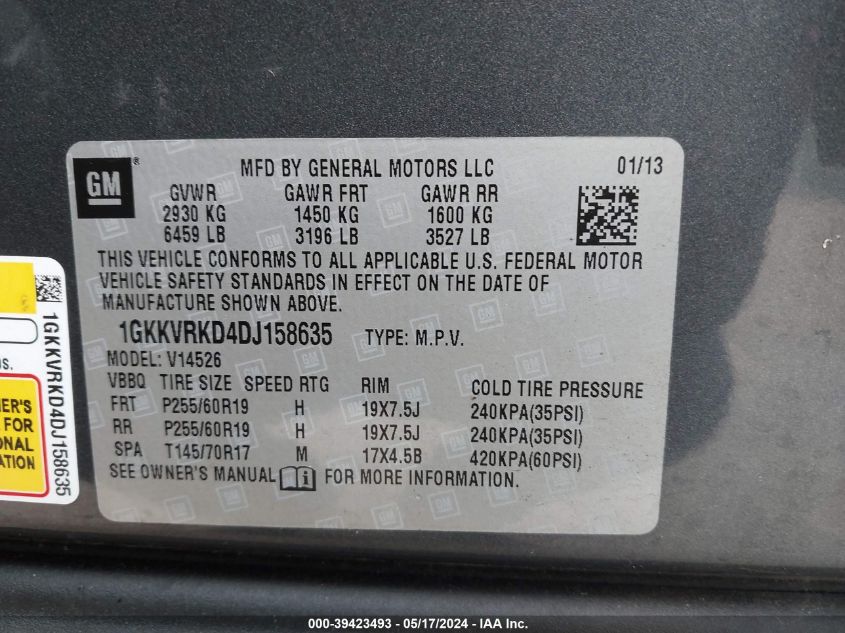 GM ®
MFD BY GENERAL MOTORS LLC 01/13
GVWR GAWR FRT GAWR RR
2930 KG 1450 KG 1600 KG
6459 LB 3196 LB 3527 LB
THIS VEHICLE CONFORMS TO ALL APPLICABLE U.S. FEDERAL MOTOR
VEHICLE SAFETY STANDARDS IN EFFECT ON THE DATE OF
MANUFACTURE SHOWN ABOVE.
1GKKVRKD4DJ158635 TYPE: M.P.V.
MODEL: V14526
VBBQ TIRE SIZE SPEED RTG RIM COLD TIRE PRESSURE
FRT P255/60R19 H 19X7.5J 240KPA(35PSI)
RR P255/60R19 H 19X7.5J 240KPA(35PSI)
SPA T145/70R17 M 17X4.5B 420KPA(60PSI)
SEE OWNER'S MANUAL FOR MORE INFORMATION.
1GKKVRKD4DJ158635
S.
ER'S
FOR
ONAL
ATION
000-39423493 - 05/17/2024 - IAA Inc.